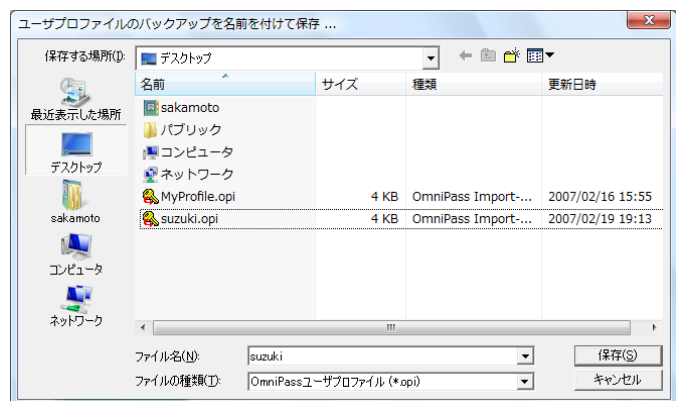 ユーザプロファイルのバックアップを名前を付けて保存 ...
保存する場所(I):
デスクトップ
名前 サイズ 種類 更新日時
sakamoto
パブリック
コンピュータ
ネットワーク
MyProfile.opi 4 KB OmniPass Import-... 2007/02/16 15:55
suzuki.opi 4 KB OmniPass Import-... 2007/02/19 19:13
最近表示した場所
デスクトップ
sakamoto
コンピュータ
ネットワーク
ファイル名(N): suzuki 保存(S)
ファイルの種類(T): OmniPassユーザプロファイル (*.opi) キャンセル